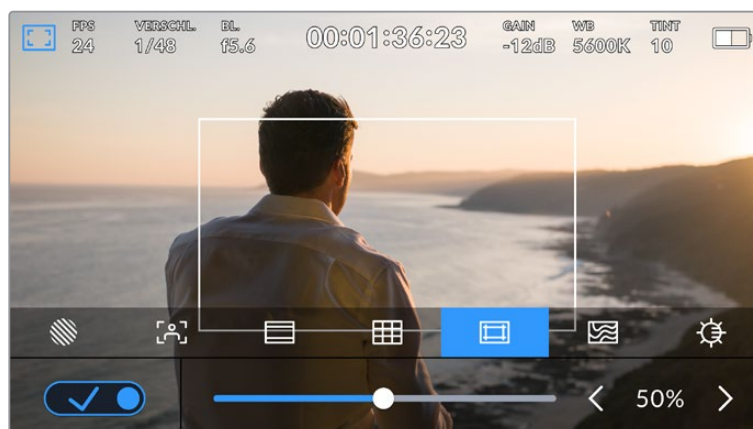 FPS VERSCHL. BL. 00:01:36:23 GAIN WB TINT
24 1/48 f5.6 -12dB 5600K 10
50%